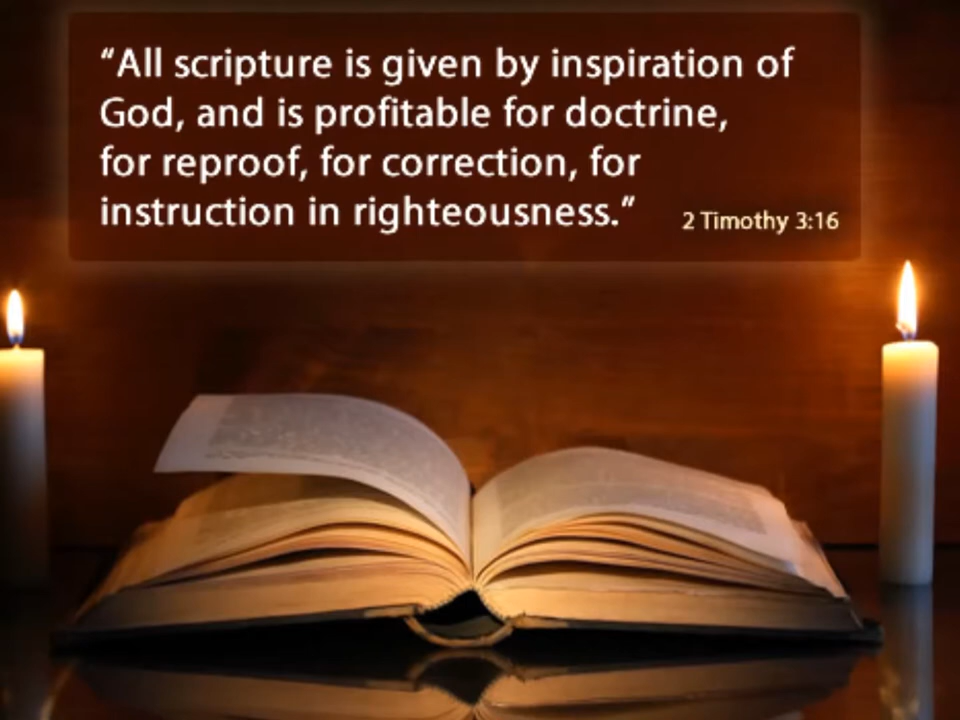 “All scripture is given by inspiration of
God, and is profitable for doctrine,
for reproof, for correction, for
instruction in righteousness.”
2 Timothy 3:16